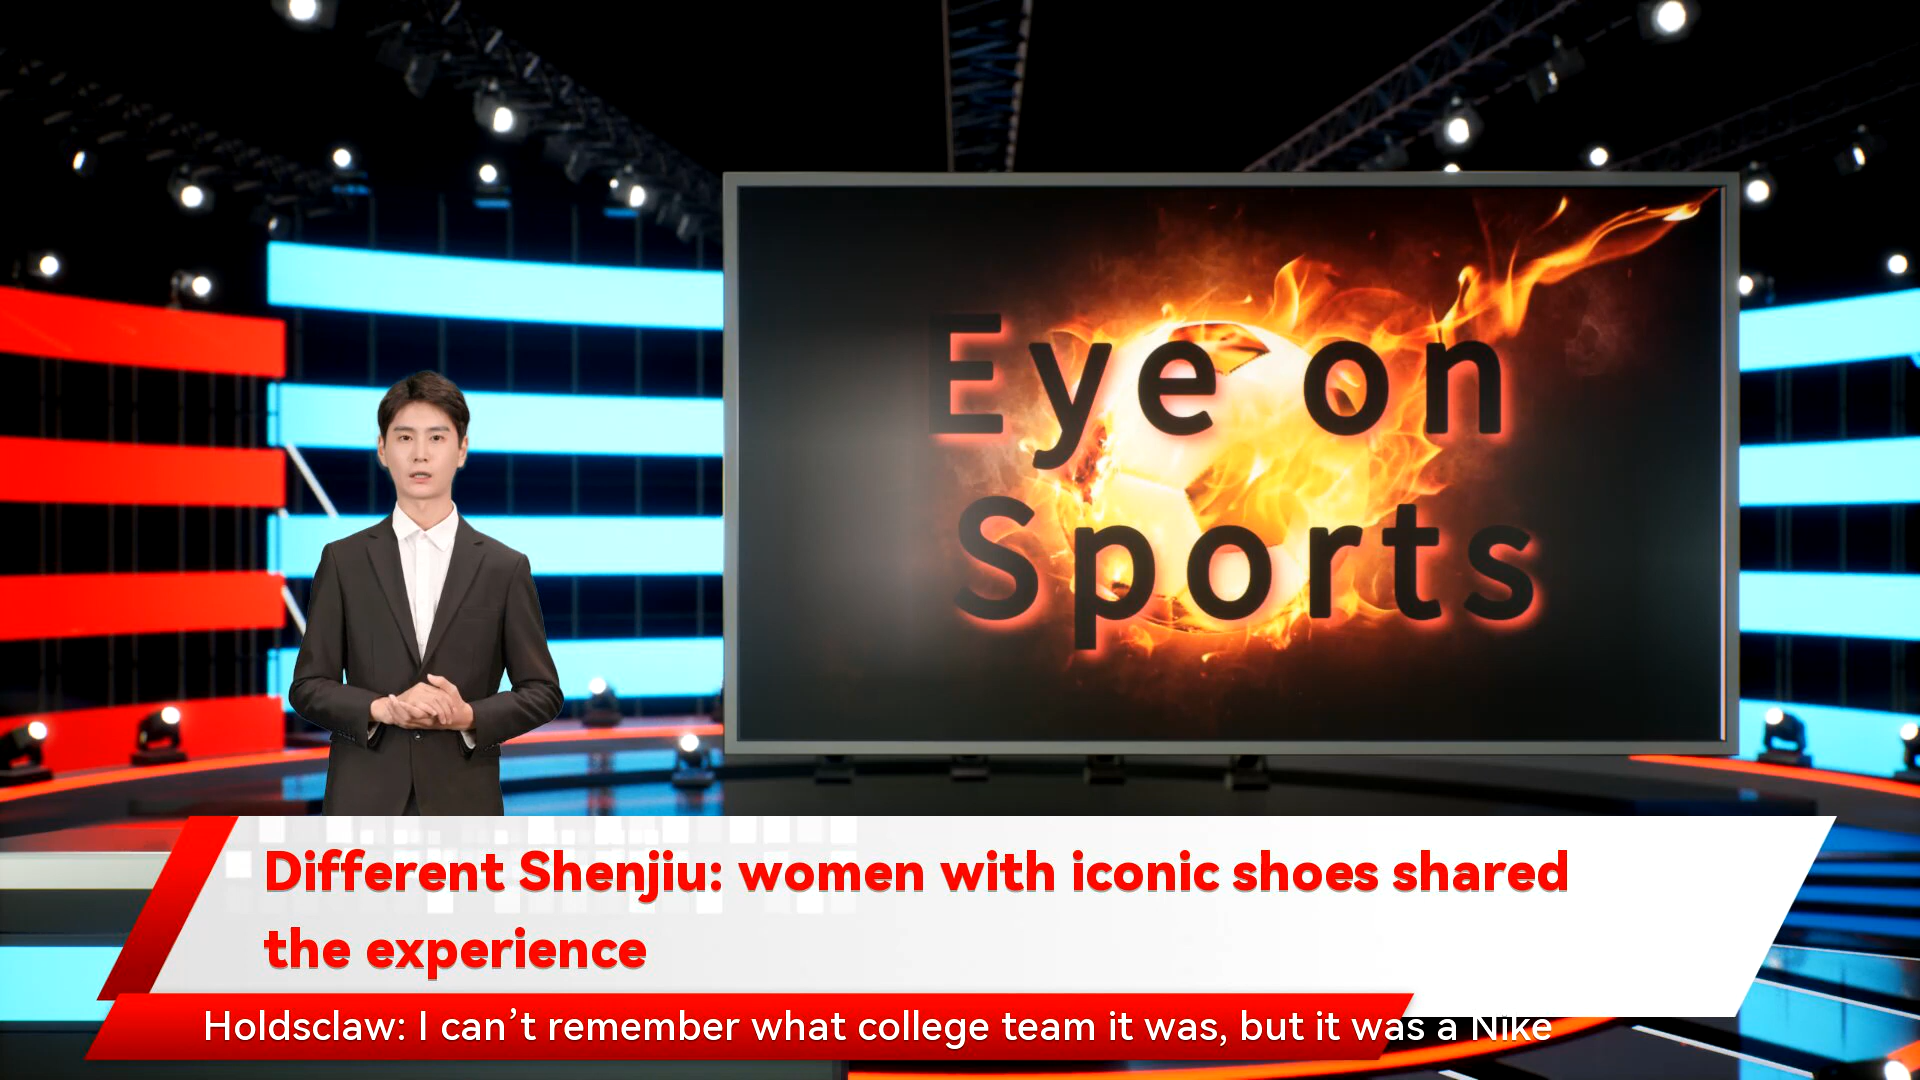 Eye on
Sports
Different Shenjiu: women with iconic shoes shared
the experience
Holdsclaw: I can’t remember what college team it was, but it was a Nike